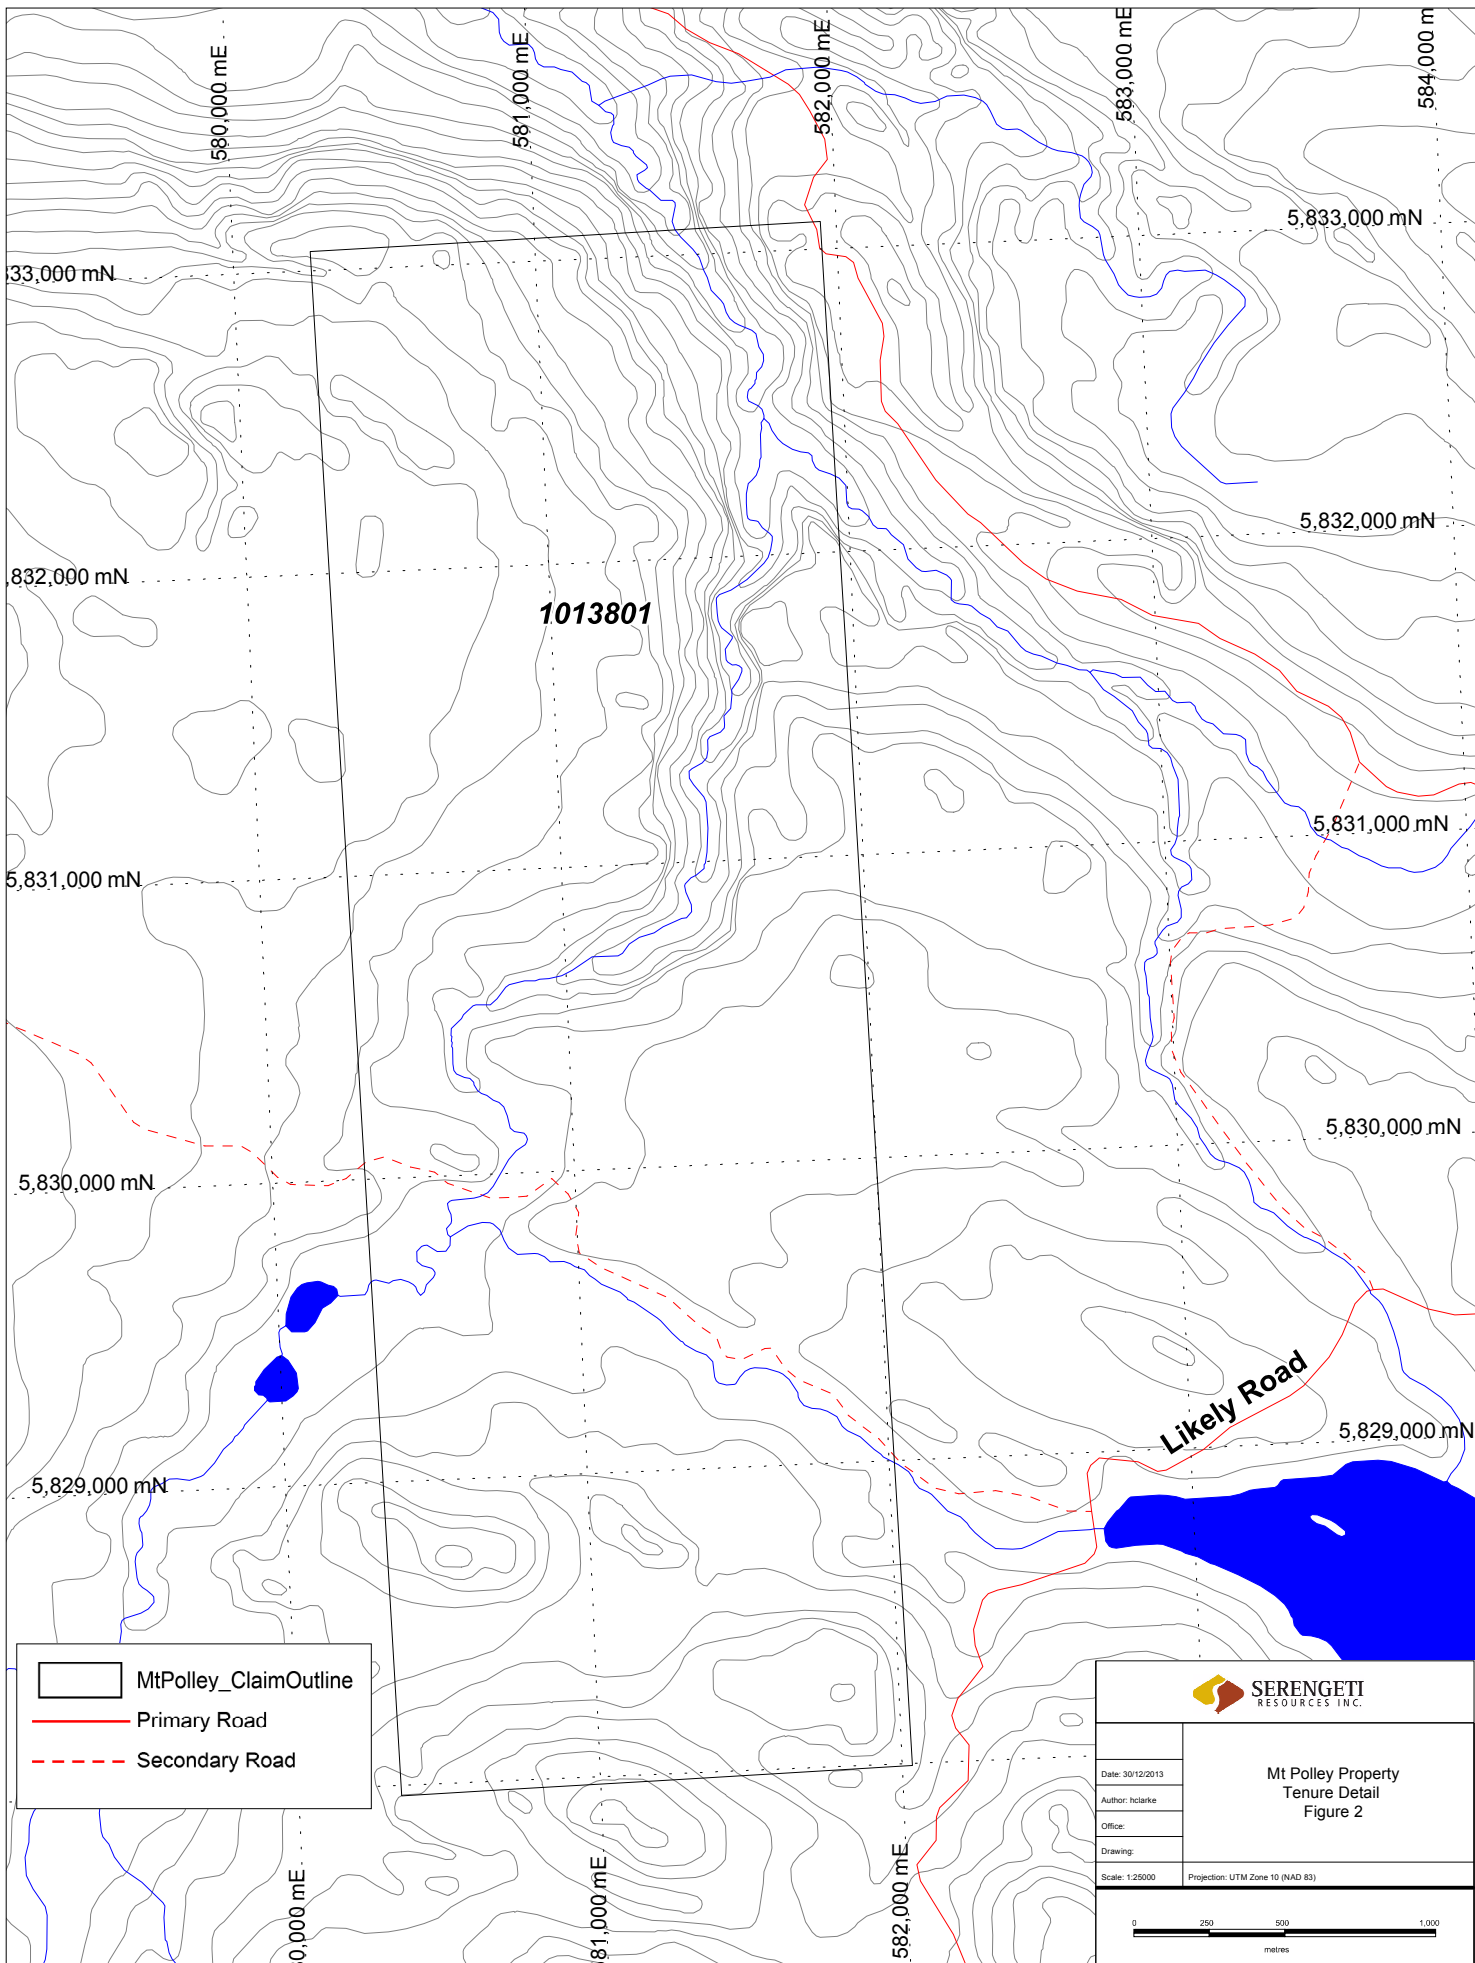 580,000 mE
581,000 mE
582,000 mE
583,000 mE
584,000 m
5,833,000 mN
33,000 mN
5,832,000 mN
,832,000 mN
1013801
5,831,000 mN
5,831,000 mN
5,830,000 mN
5,830,000 mN
Likely Road
5,829,000 mN
5,829,000 mN
MtPolley_ClaimOutline
Primary Road
Secondary Road
0,000 mE
81,000 mE
582,000 mE
SERENGETI
RESOURCES INC.
Mt Polley Property
Tenure Detail
Figure 2
Date: 30/12/2013
Author: hclarke
Office:
Drawing:
Scale: 1:25000
Projection: UTM Zone 10 (NAD 83)
0 250 500 1,000
metres